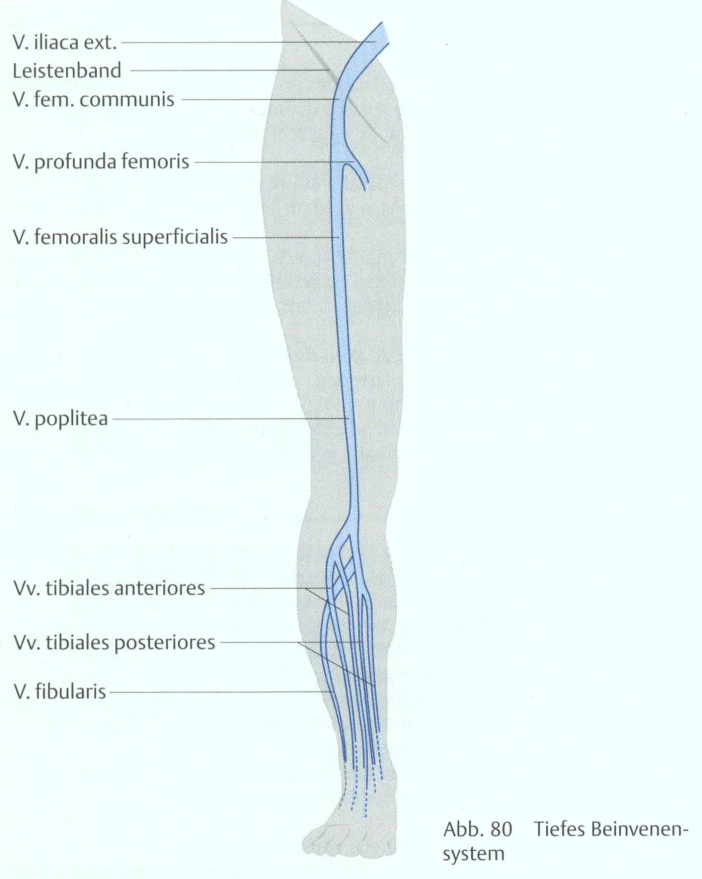 V. iliaca ext.
Leistenband
V. fem. communis
V. profunda femoris
V. femoralis superficialis
V. poplitea
Vv. tibiales anteriores
Vv. tibiales posteriores
V. fibularis
Abb. 80 Tiefes Beinvenen-
system